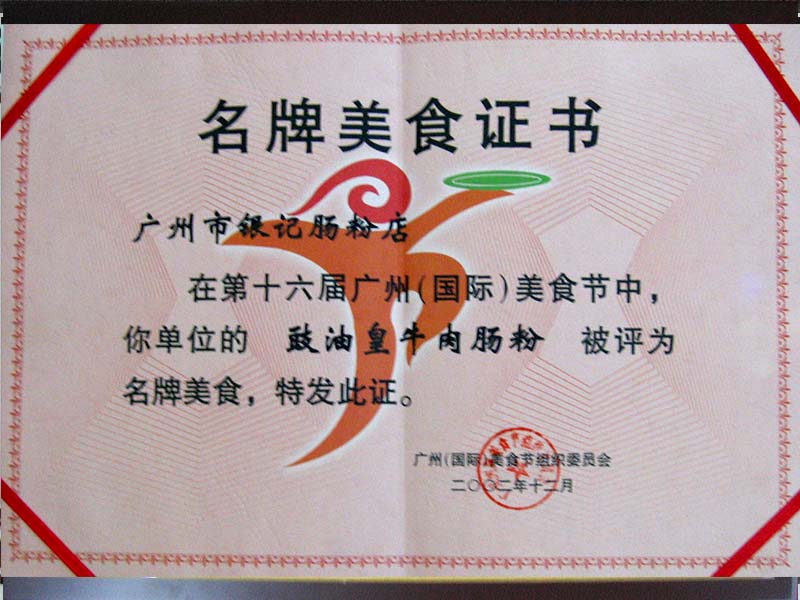 名牌美食证书
广州市银记肠粉店
在第十六届广州(国际)美食节中，
你单位的 豉油皇牛肉肠粉 被评为
名牌美食，特发此证。
广州(国际)美食节组织委员会
二〇〇二年十二月